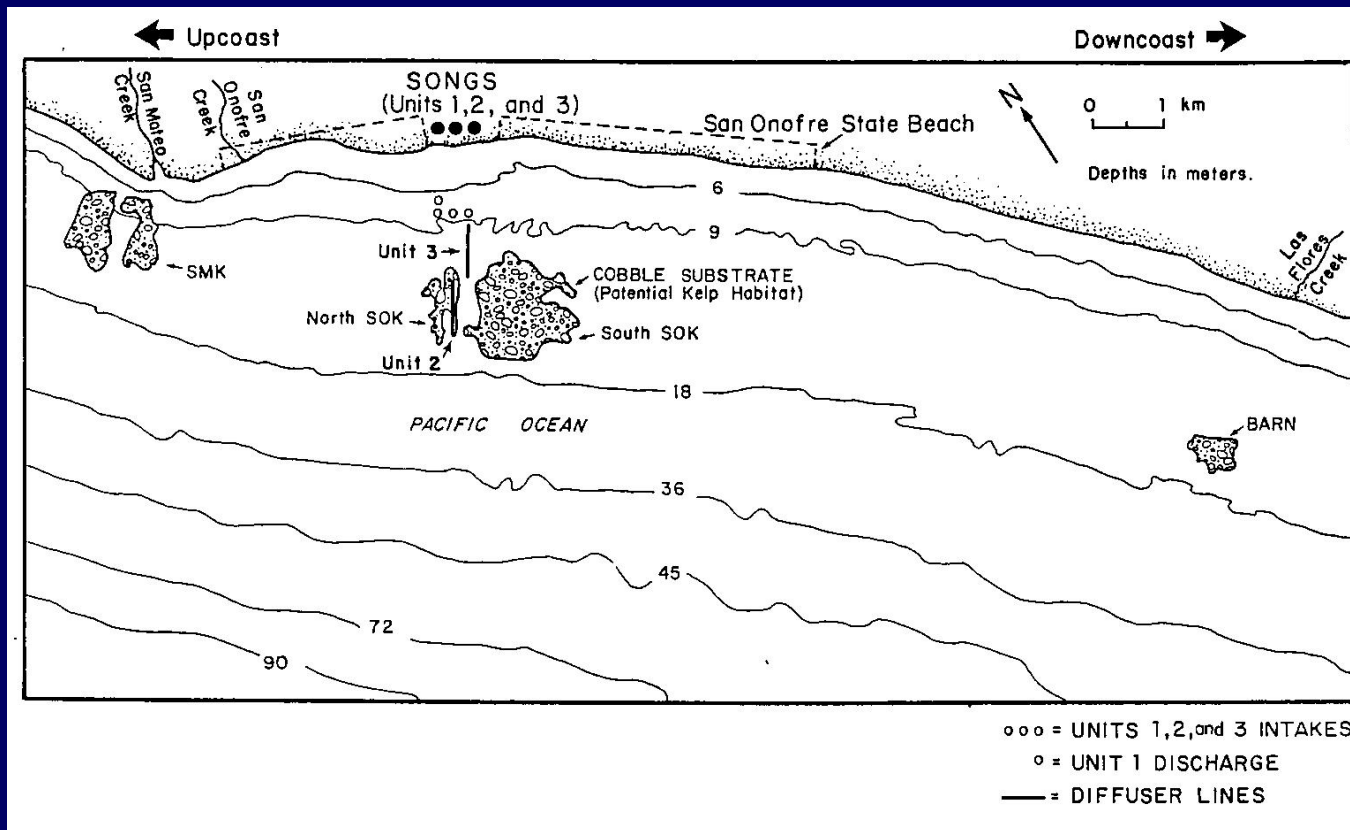 Upcoast
Downcoast
San Mateo
Creek
San
Onofre
Creek
SONGS
(Units 1, 2, and 3)
San Onofre State Beach
N
0 1 km
Depths in meters.
6
9
Las
Flores
Creek
Unit 3
SMK
COBBLE SUBSTRATE
(Potential Kelp Habitat)
North SOK
South SOK
Unit 2
18
PACIFIC OCEAN
BARN
36
45
72
90
ooo = UNITS 1,2,and 3 INTAKES
o = UNIT 1 DISCHARGE
= DIFFUSER LINES